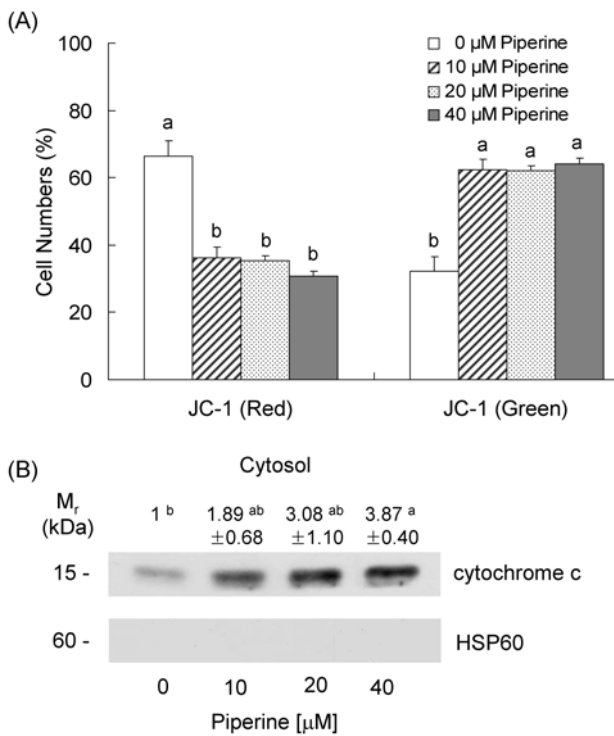 (A)
100
80
60
40
20
0
Cell Numbers (%)
0 µM Piperine
10 µM Piperine
20 µM Piperine
40 µM Piperine
a
b
b
b
b
a
a
a
JC-1 (Red)
JC-1 (Green)
(B)
Cytosol
Mr
(kDa)
1 b
1.89 ab
±0.68
3.08 ab
±1.10
3.87 a
±0.40
15 -
cytochrome c
60 -
HSP60
0
10
20
40
Piperine [µM]